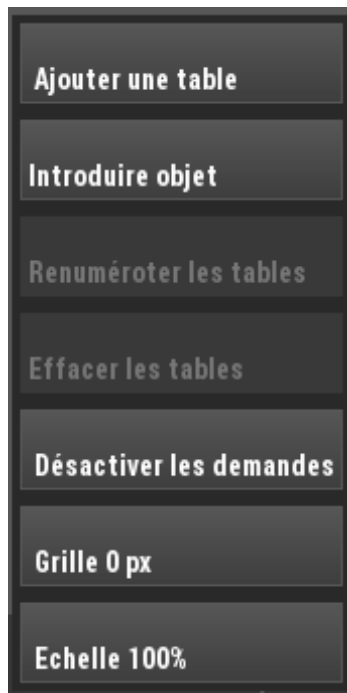 Ajouter une table
Introduire objet
Renuméroter les tables
Effacer les tables
Désactiver les demandes
Grille 0 px
Echelle 100%